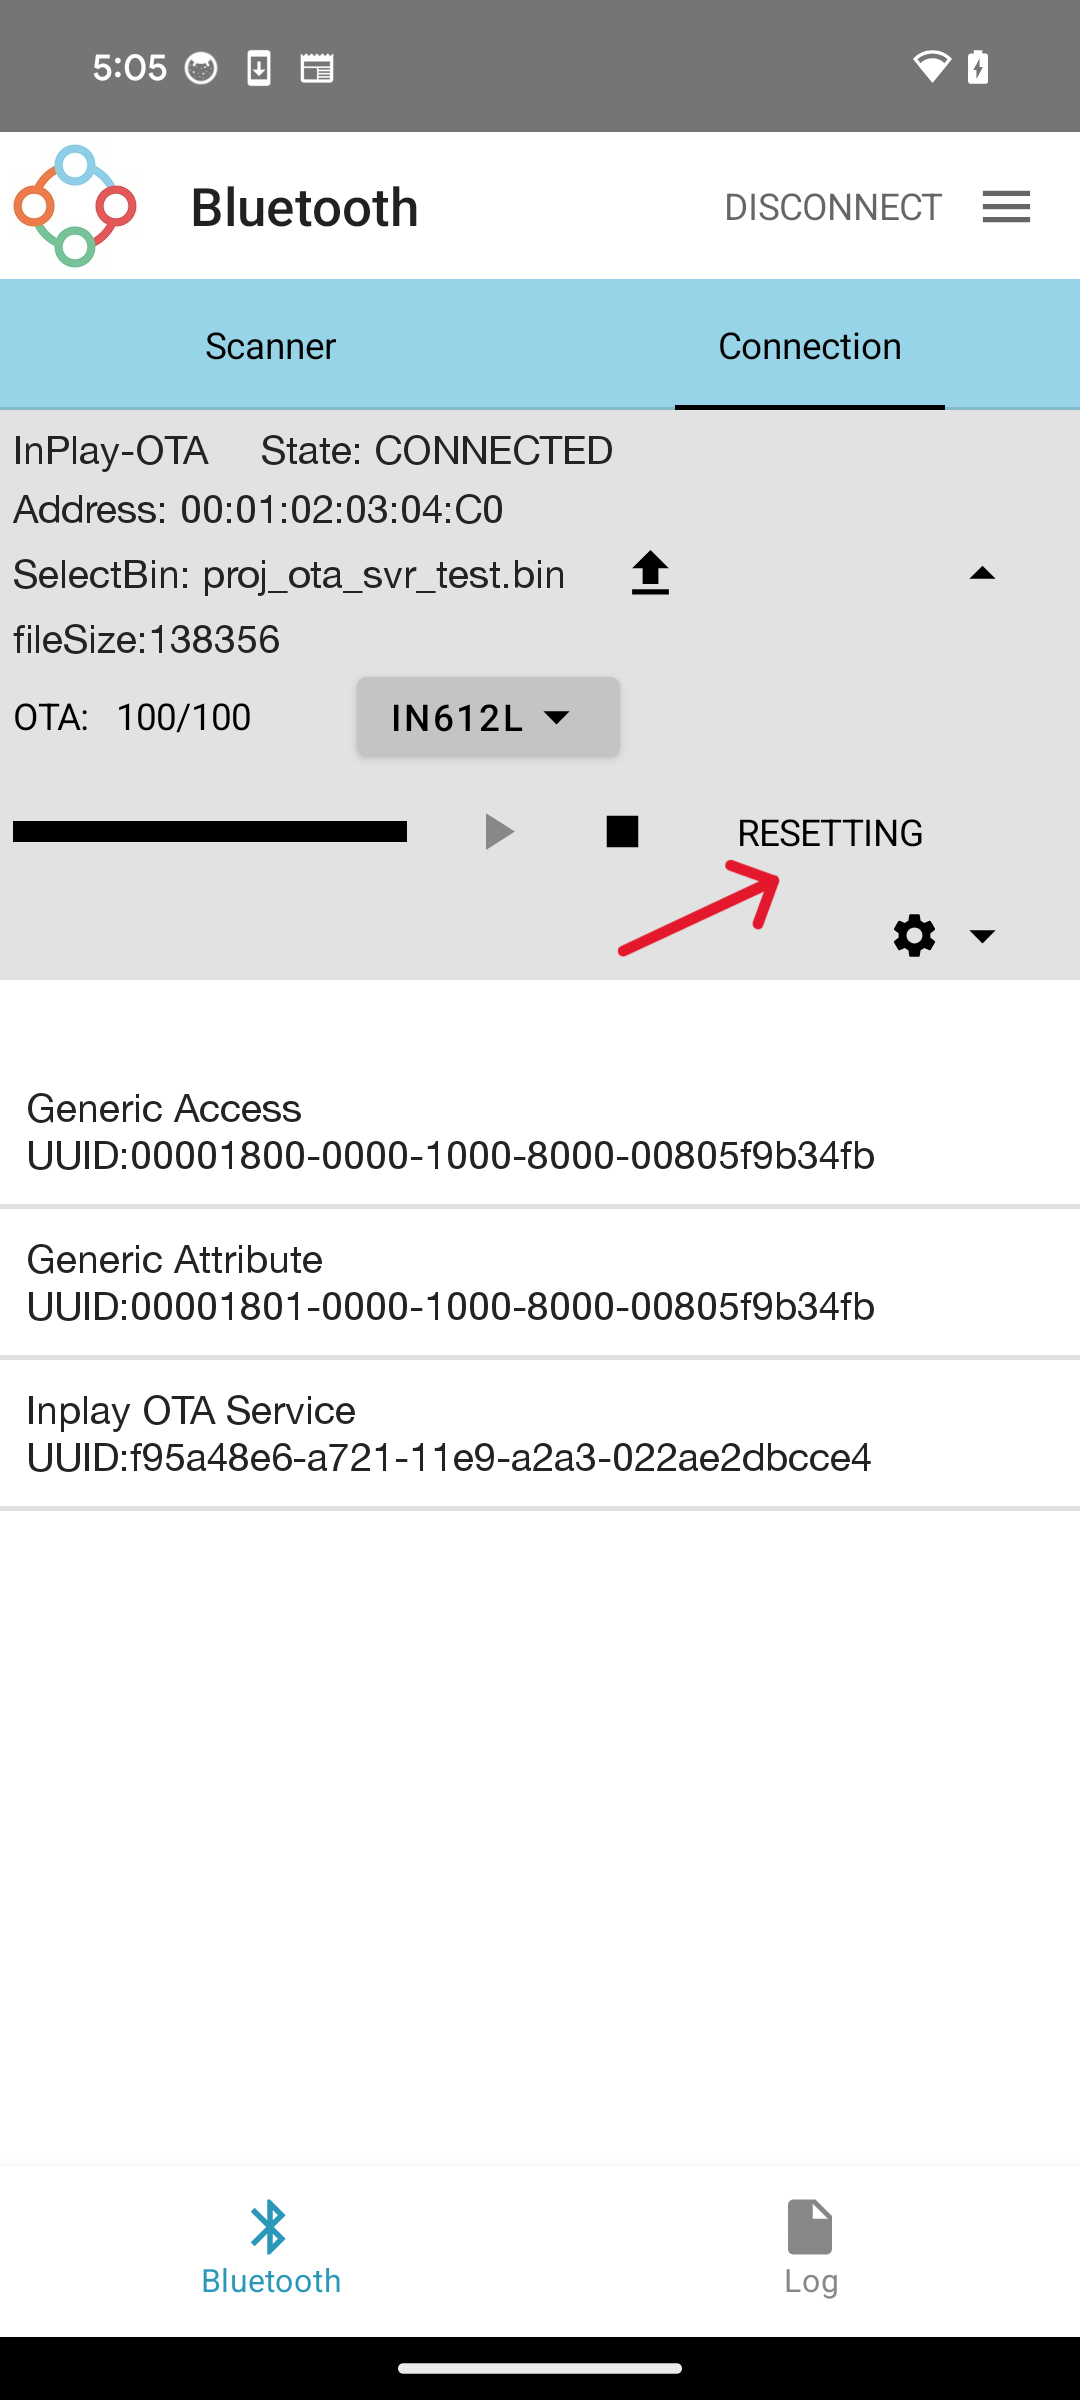 5:05
Bluetooth DISCONNECT
Scanner Connection
InPlay-OTA State: CONNECTED
Address: 00:01:02:03:04:C0
SelectBin: proj_ota_svr_test.bin
fileSize:138356
OTA: 100/100 IN612L
RESETTING
Generic Access
UUID:00001800-0000-1000-8000-00805f9b34fb
Generic Attribute
UUID:00001801-0000-1000-8000-00805f9b34fb
Inplay OTA Service
UUID:f95a48e6-a721-11e9-a2a3-022ae2dbcce4
Bluetooth Log